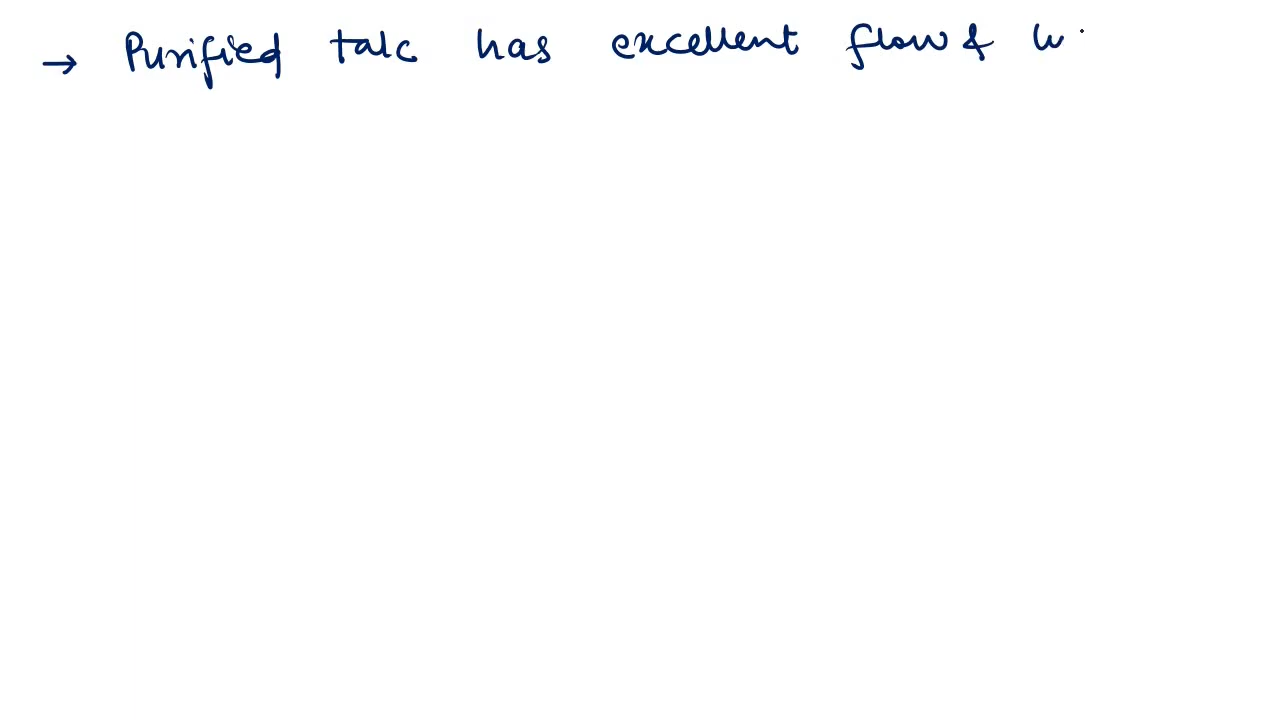 → Purified talc has excellent flow &